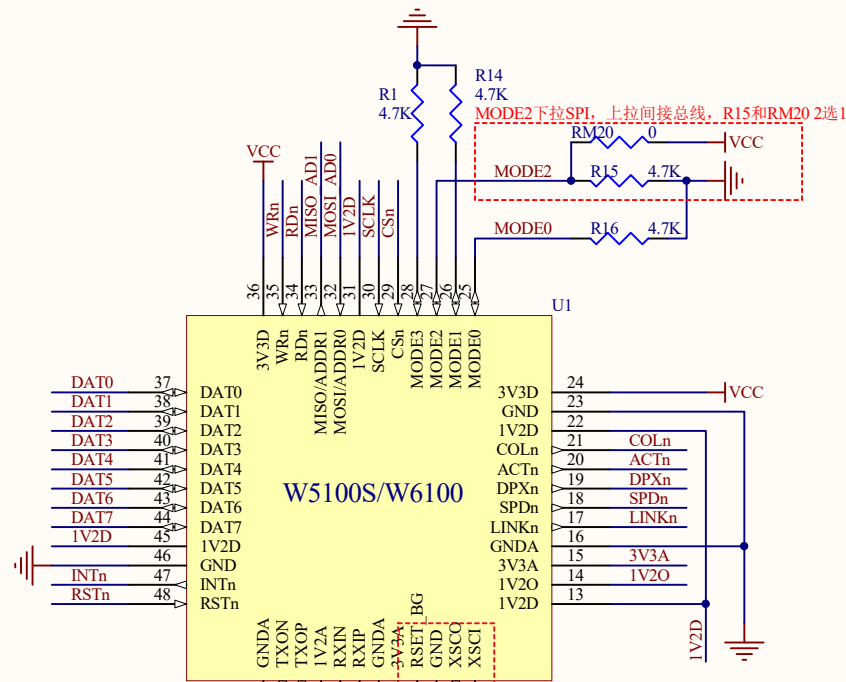 R1
4.7K
R14
4.7K
MODE2下拉SPI，上拉间接总线，R15和RM20 2选1
RM20 0
VCC
MODE2
R15 4.7K
MODE0
R16 4.7K
VCC
WRn
RDn
MISO_AD1
MOSI_AD0
1V2D
SCLK
CSn
36
35
34
33
32
31
30
29
28
27
26
25
U1
3V3D
WRn
RDn
MISO/ADDR1
MOSI/ADDR0
1V2D
SCLK
CSn
MODE3
MODE2
MODE1
MODE0
DAT0 37 DAT0
DAT1 38 DAT1
DAT2 39 DAT2
DAT3 40 DAT3
DAT4 41 DAT4
DAT5 42 DAT5
DAT6 43 DAT6
DAT7 44 DAT7
1V2D 45 1V2D
46 GND
INTn 47 INTn
RSTn 48 RSTn
W5100S/W6100
3V3D 24 VCC
GND 23
1V2D 22
COLn 21 COLn
ACTn 20 ACTn
DPXn 19 DPXn
SPDn 18 SPDn
LINKn 17 LINKn
GNDA 16
3V3A 15 3V3A
1V2O 14 1V2O
1V2D 13
1V2D
GNDA
TXON
TXOP
1V2A
RXIN
RXIP
GNDA
3V3A
RSET_BG
GND
XSCO
XSCI